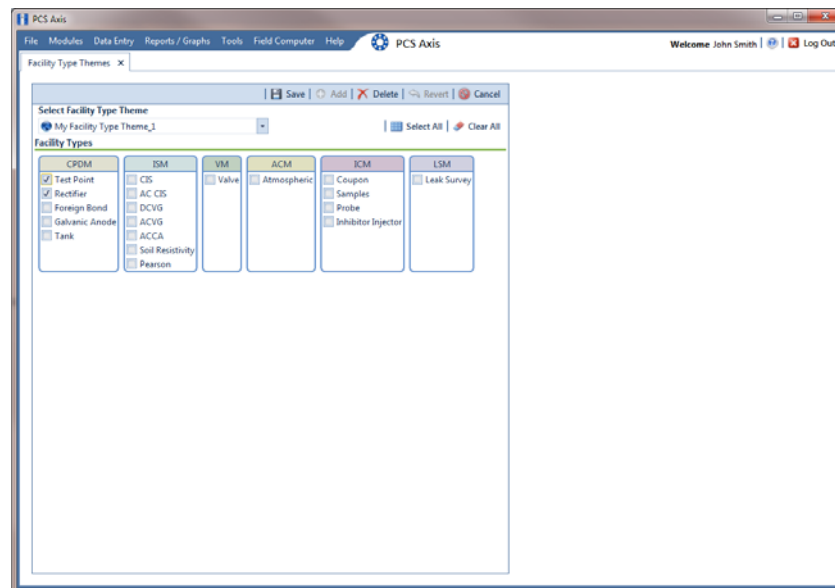 PCS Axis
File Modules Data Entry Reports / Graphs Tools Field Computer Help PCS Axis Welcome John Smith | | Log Out
Facility Type Themes X
| Save | Add | Delete | Revert | Cancel
Select Facility Type Theme
My Facility Type Theme_1 | Select All | Clear All
Facility Types
CPDM ISM VM ACM ICM LSM
Test Point CIS Valve Atmospheric Coupon Leak Survey
Rectifier AC CIS Samples
Foreign Bond DCVG Probe
Galvanic Anode ACVG Inhibitor Injector
Tank ACCA
Soil Resistivity
Pearson